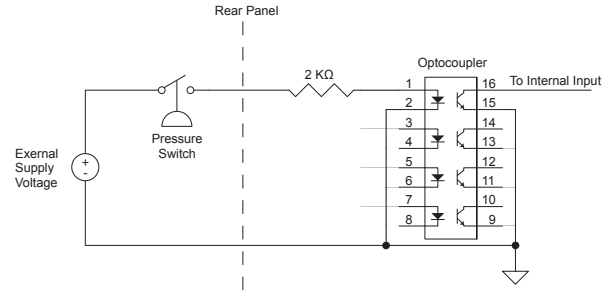 Rear Panel
Optocoupler
2 KΩ
1
16
To Internal Input
2
15
3
14
4
13
5
12
6
11
7
10
8
9
Pressure
Switch
Exernal
Supply
Voltage
+
-